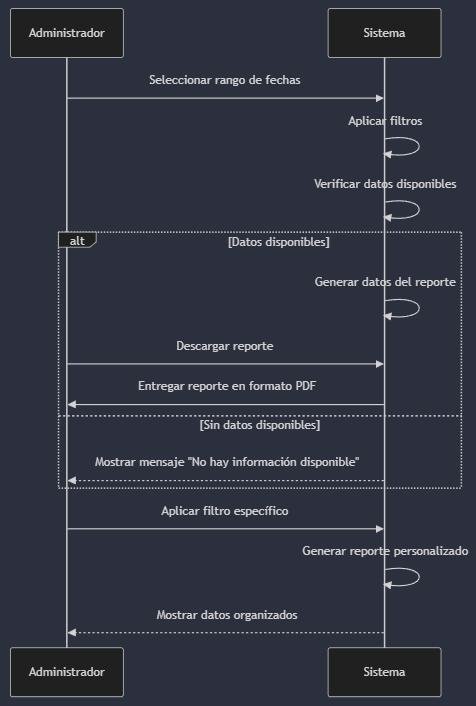 Administrador
Sistema
Seleccionar rango de fechas
Aplicar filtros
Verificar datos disponibles
alt
[Datos disponibles]
Generar datos del reporte
Descargar reporte
Entregar reporte en formato PDF
[Sin datos disponibles]
Mostrar mensaje "No hay información disponible"
Aplicar filtro específico
Generar reporte personalizado
Mostrar datos organizados
Administrador
Sistema